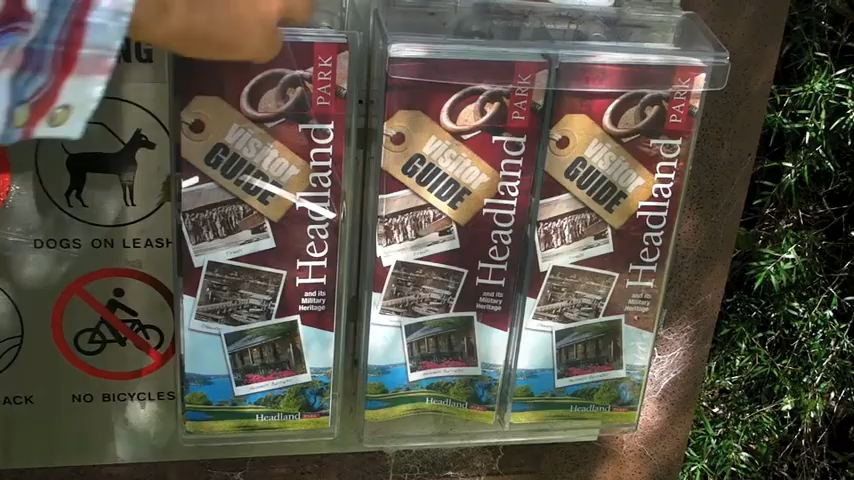 NG
DOGS ON LEASH
ACK
NO BICYCLES
VISITOR
GUIDE
Headland
PARK
and its
Military
Heritage
Headland
VISITOR
GUIDE
Headland
PARK
and its
Military
Heritage
Headland
VISITOR
GUIDE
Headland
PARK
and its
Military
Heritage
Headland